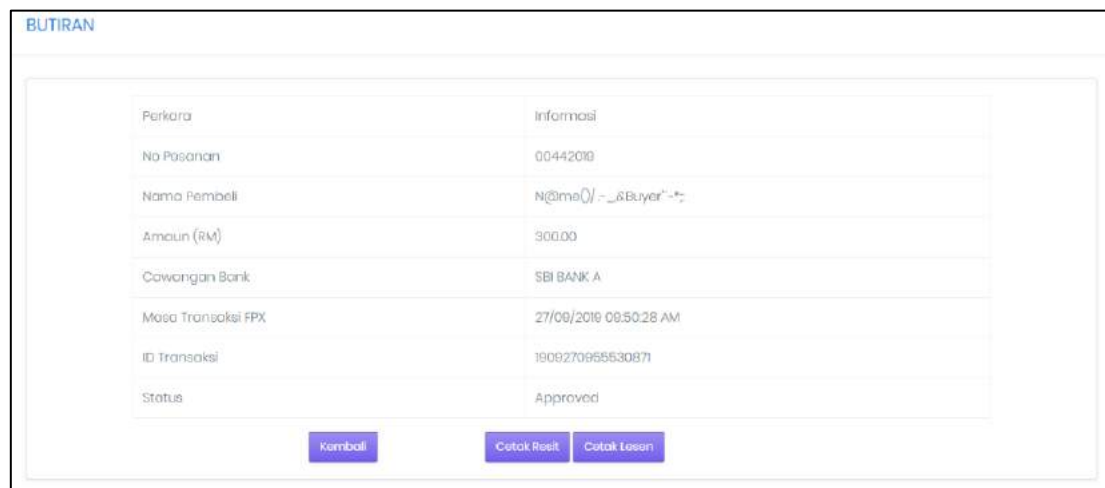 BUTIRAN
Perkara Informasi
No Pesanan 00442019
Nama Pembeli N@me()/ .-_&Buyer"
Amaun (RM) 300.00
Cawangan Bank SBI BANK A
Masa Transaksi FPX 27/09/2019 09:50:28 AM
ID Transaksi 1909270955530871
Status Approved
Kembali Cetak Resit Cetak Lesen